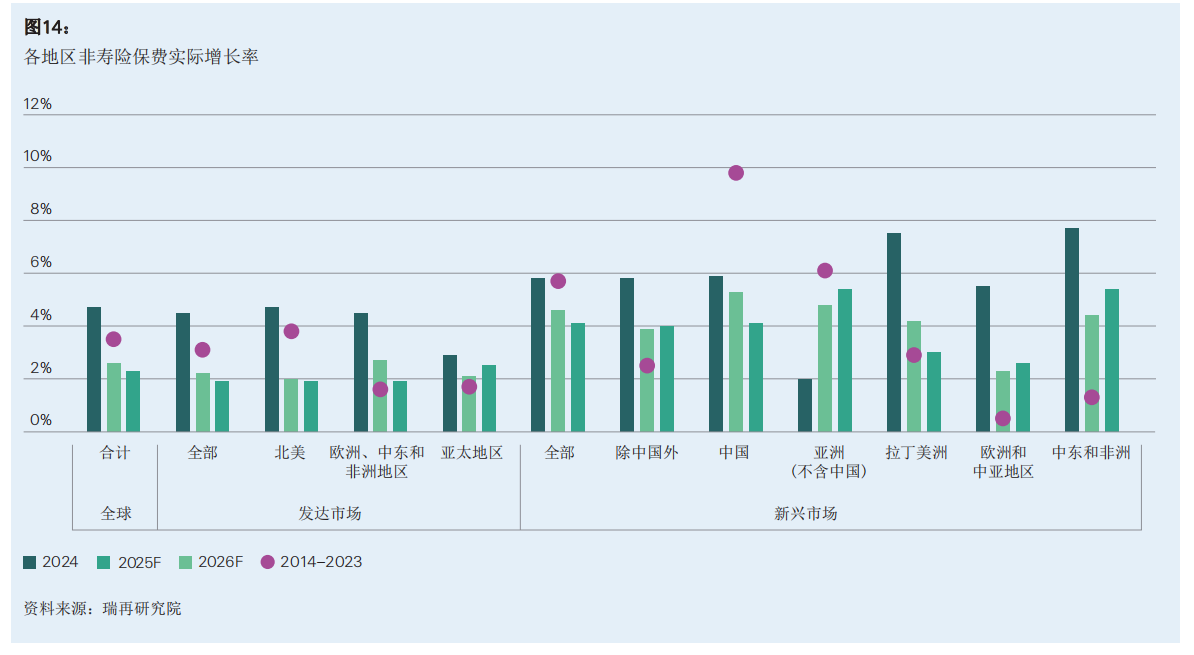 图14：
各地区非寿险保费实际增长率
12%
10%
8%
6%
4%
2%
0%
合计
全部
北美
欧洲、中东和
非洲地区
亚太地区
全部
除中国外
中国
亚洲
（不含中国）
拉丁美洲
欧洲和
中亚地区
中东和非洲
全球
发达市场
新兴市场
2024
2025F
2026F
2014–2023
资料来源：瑞再研究院